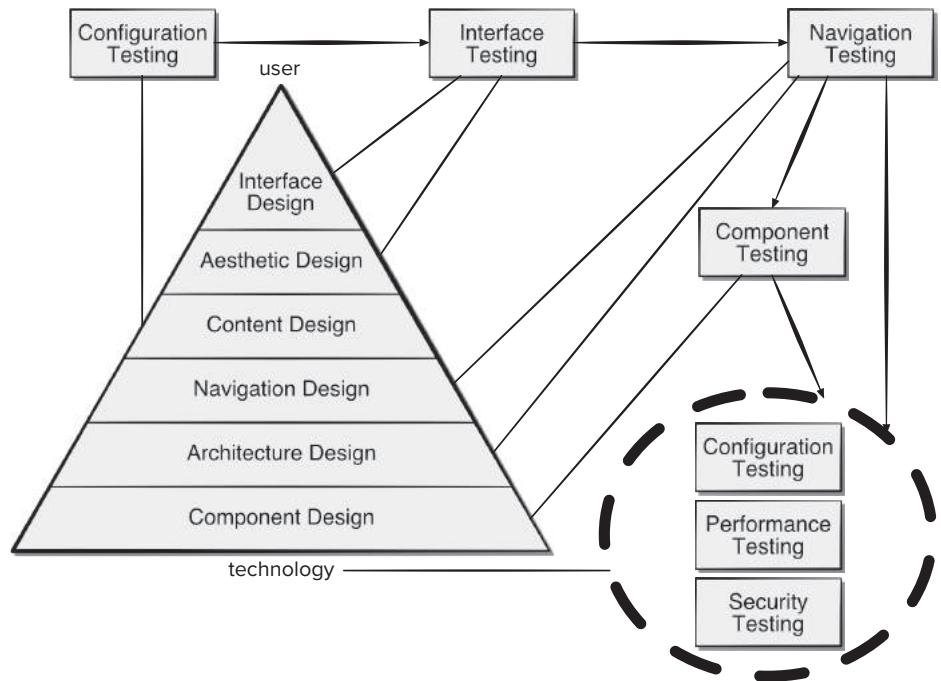 Configuration
Testing
Interface
Testing
Navigation
Testing
user
Interface
Design
Aesthetic Design
Content Design
Navigation Design
Architecture Design
Component Design
technology
Component
Testing
Configuration
Testing
Performance
Testing
Security
Testing